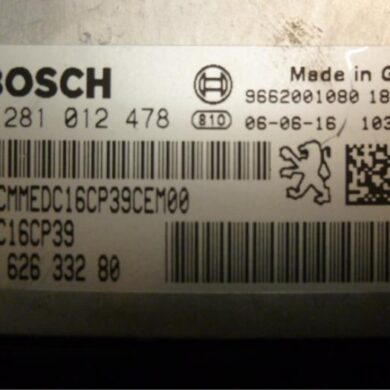 BOSCH Made in G
9662001080 18
281 012 478 810 06-06-16 103
CMMEDC16CP39CEM00
C16CP39
626 332 80